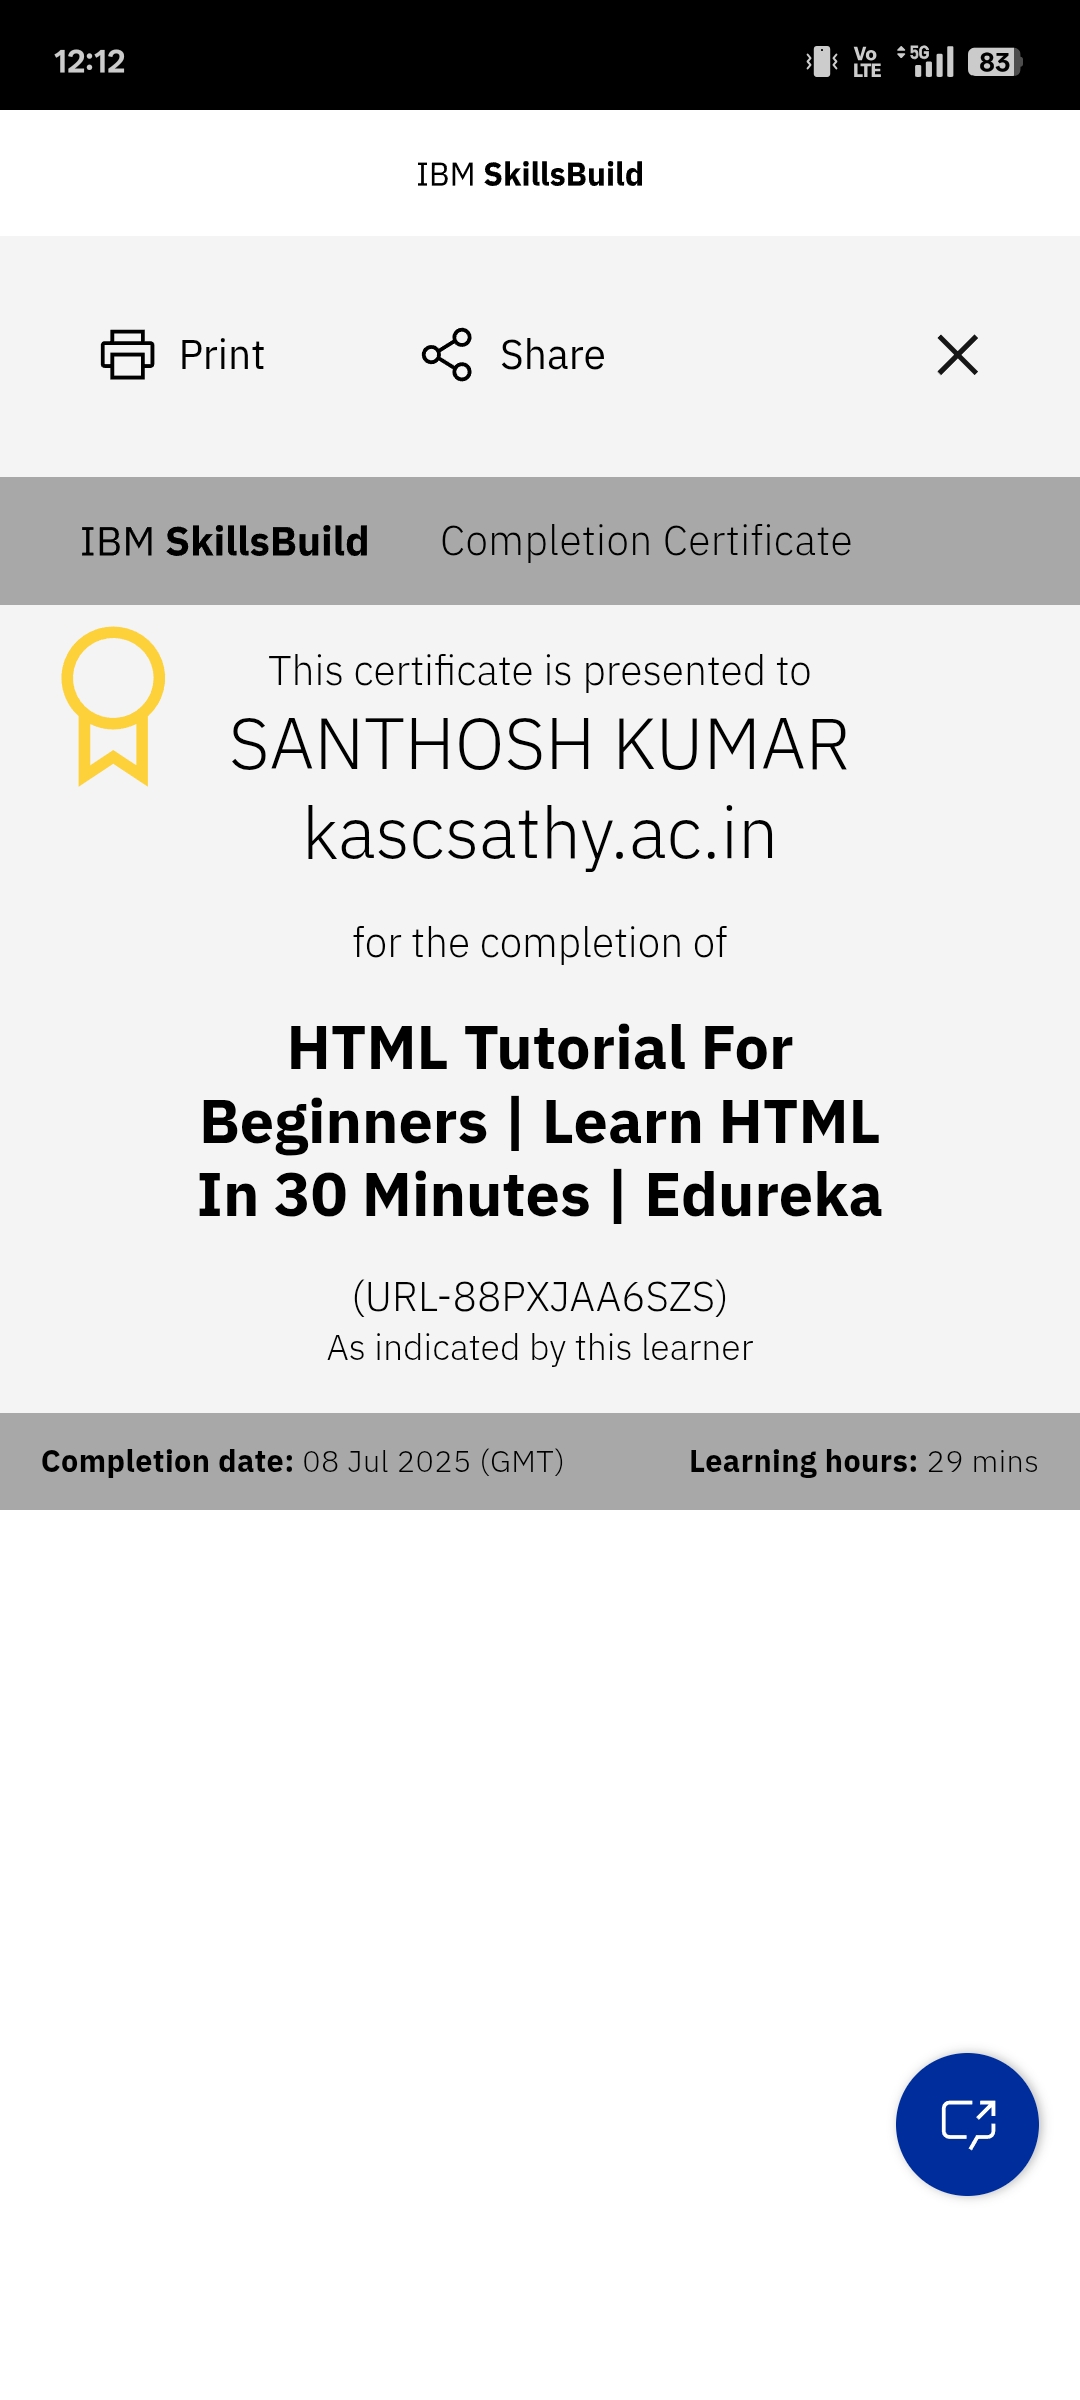 12:12
Vo
LTE
5G
83
IBM SkillsBuild
Print
Share
IBM SkillsBuild Completion Certificate
This certificate is presented to
SANTHOSH KUMAR
kascsathy.ac.in
for the completion of
HTML Tutorial For
Beginners | Learn HTML
In 30 Minutes | Edureka
(URL-88PXJAA6SZS)
As indicated by this learner
Completion date: 08 Jul 2025 (GMT) Learning hours: 29 mins